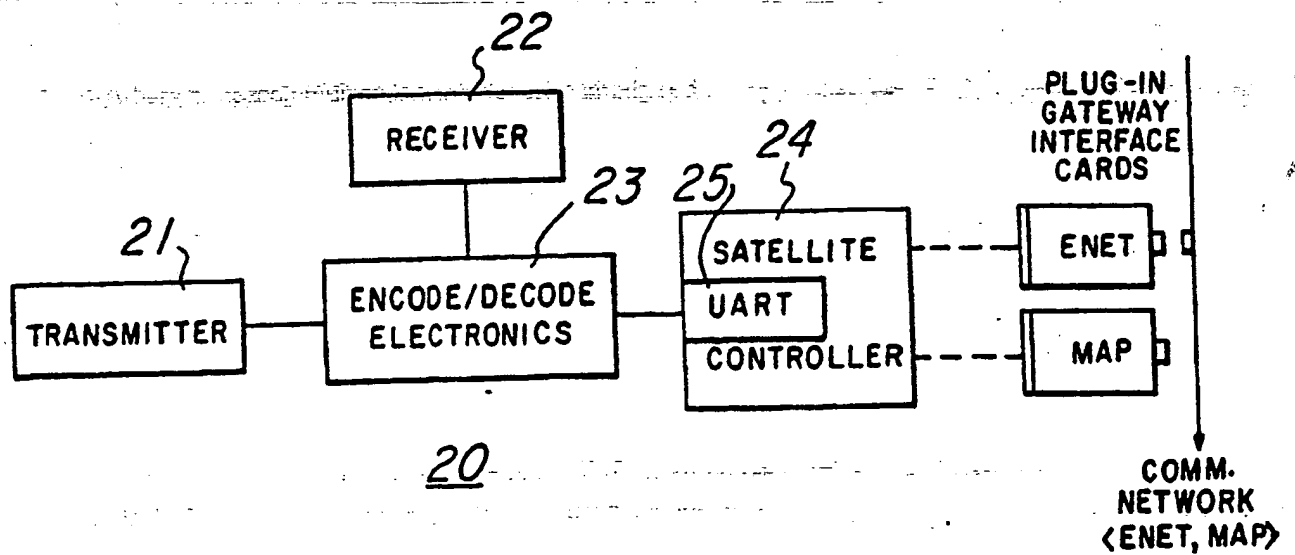 22
RECEIVER
PLUG-IN
GATEWAY
INTERFACE
CARDS
24
25
23
21
SATELLITE
ENET
ENCODE/DECODE
ELECTRONICS
UART
TRANSMITTER
CONTROLLER
MAP
20
COMM.
NETWORK
<ENET, MAP>